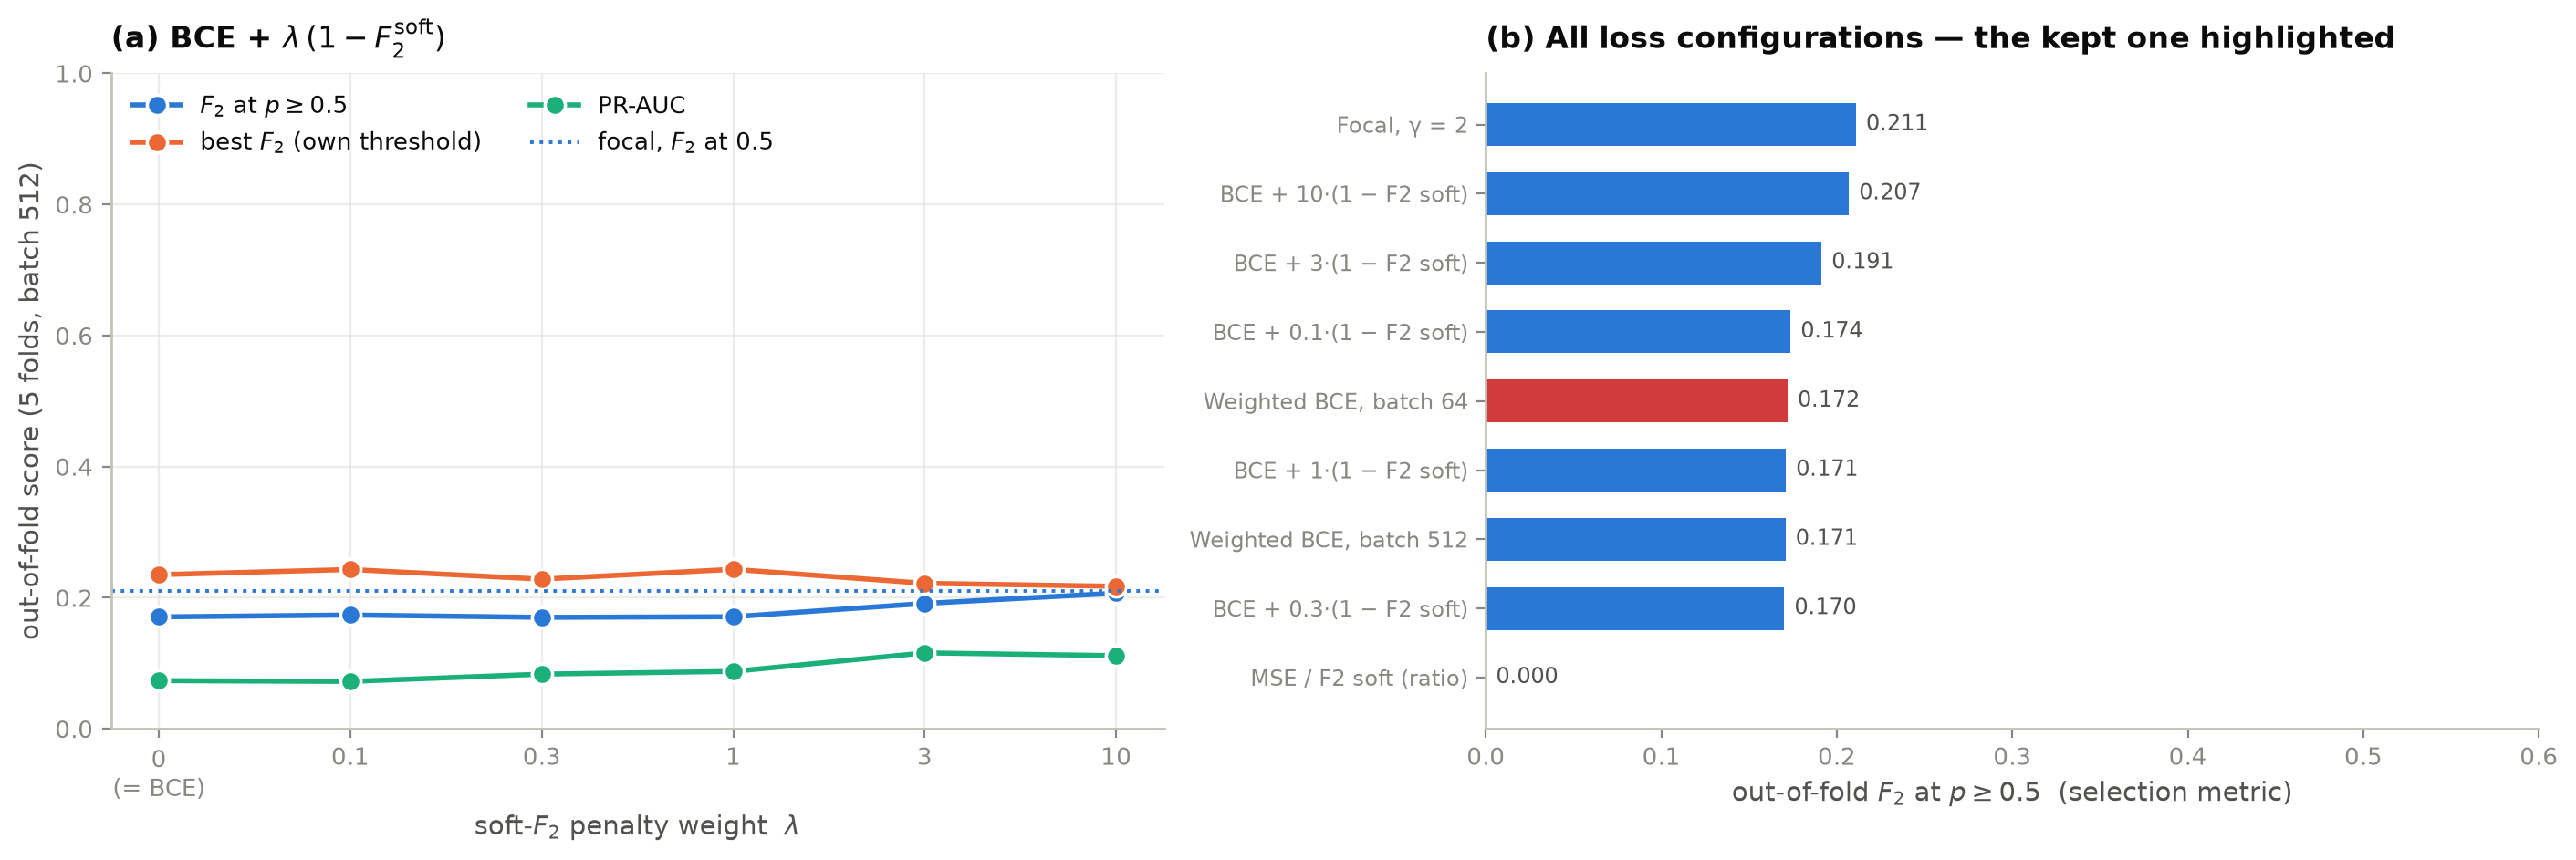 (a) BCE + λ (1 − F₂ˢᵒᶠᵗ)
1.0
0.8
0.6
0.4
0.2
0.0
out-of-fold score (5 folds, batch 512)
F₂ at p ≥ 0.5
best F₂ (own threshold)
PR-AUC
focal, F₂ at 0.5
0
(= BCE)
0.1
0.3
1
3
10
soft-F₂ penalty weight λ
(b) All loss configurations — the kept one highlighted
Focal, γ = 2
0.211
BCE + 10·(1 − F2 soft)
0.207
BCE + 3·(1 − F2 soft)
0.191
BCE + 0.1·(1 − F2 soft)
0.174
Weighted BCE, batch 64
0.172
BCE + 1·(1 − F2 soft)
0.171
Weighted BCE, batch 512
0.171
BCE + 0.3·(1 − F2 soft)
0.170
MSE / F2 soft (ratio)
0.000
0.0
0.1
0.2
0.3
0.4
0.5
0.6
out-of-fold F₂ at p ≥ 0.5 (selection metric)